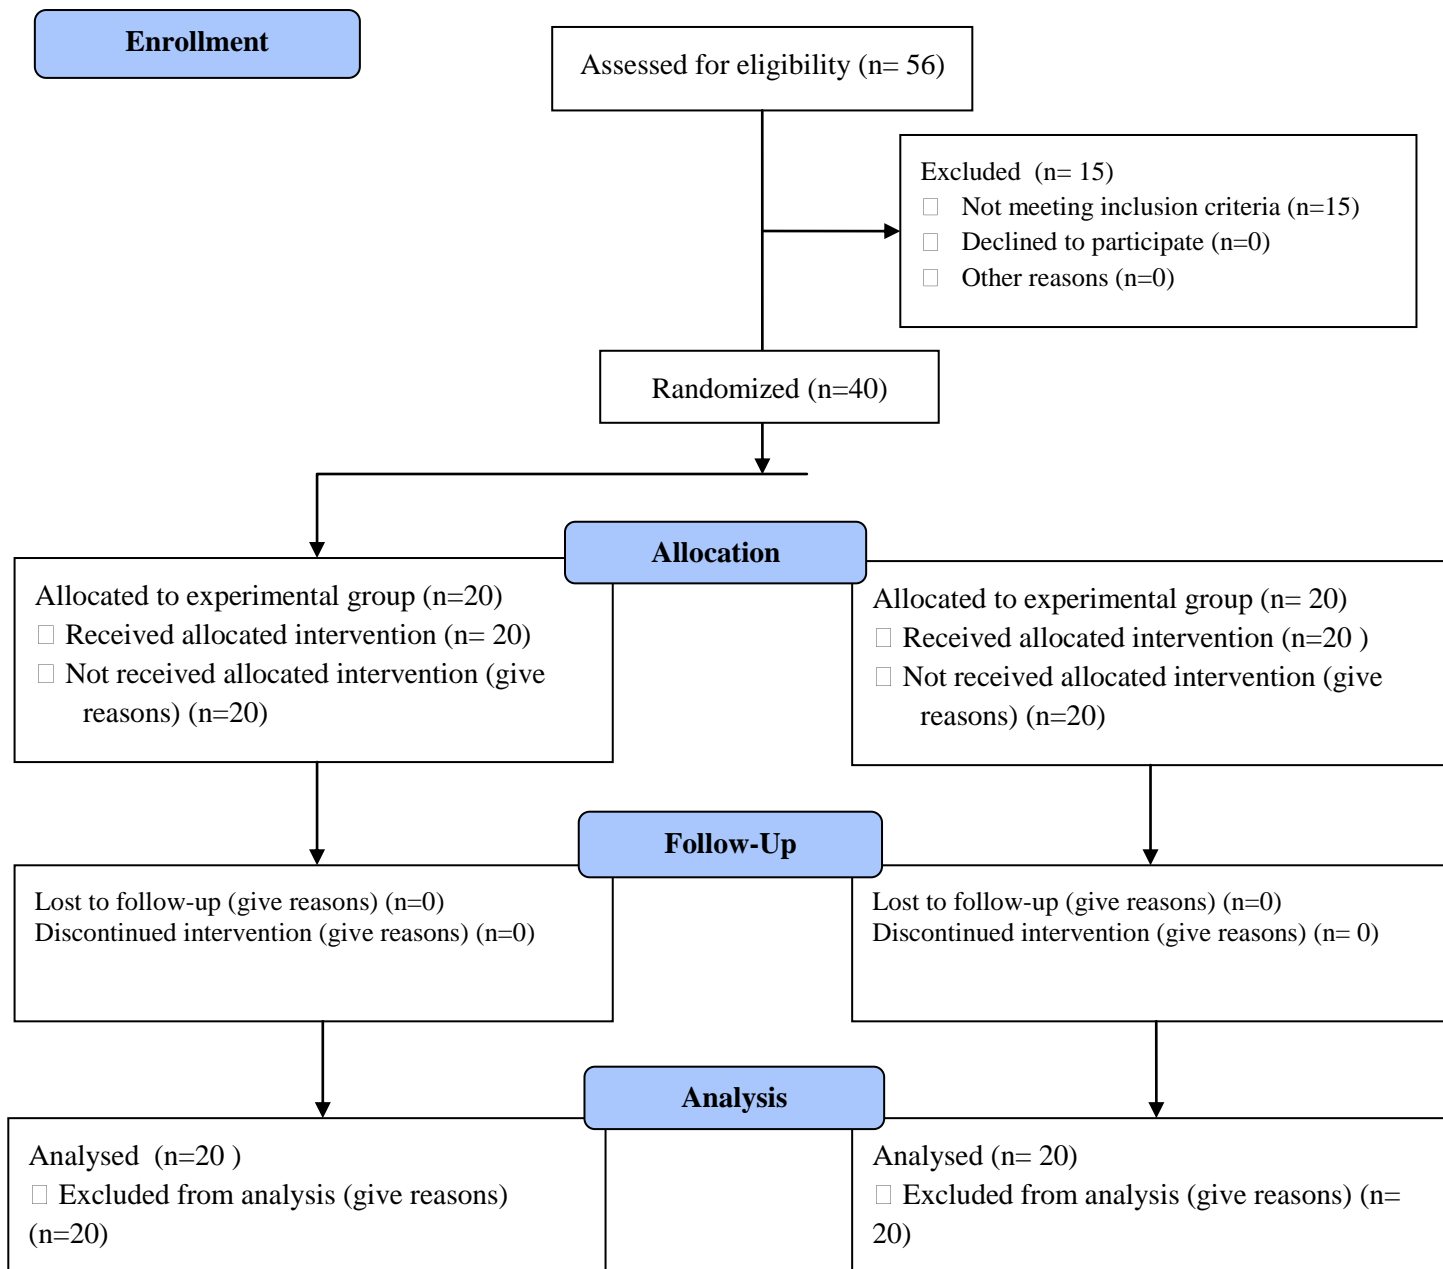 Enrollment
Assessed for eligibility (n= 56)
Excluded (n= 15)
□ Not meeting inclusion criteria (n=15)
□ Declined to participate (n=0)
□ Other reasons (n=0)
Randomized (n=40)
Allocation
Allocated to experimental group (n=20)
□ Received allocated intervention (n= 20)
□ Not received allocated intervention (give
reasons) (n=20)
Allocated to experimental group (n= 20)
□ Received allocated intervention (n=20 )
□ Not received allocated intervention (give
reasons) (n=20)
Follow-Up
Lost to follow-up (give reasons) (n=0)
Discontinued intervention (give reasons) (n=0)
Lost to follow-up (give reasons) (n=0)
Discontinued intervention (give reasons) (n= 0)
Analysis
Analysed (n=20 )
□ Excluded from analysis (give reasons)
(n=20)
Analysed (n= 20)
□ Excluded from analysis (give reasons) (n=
20)